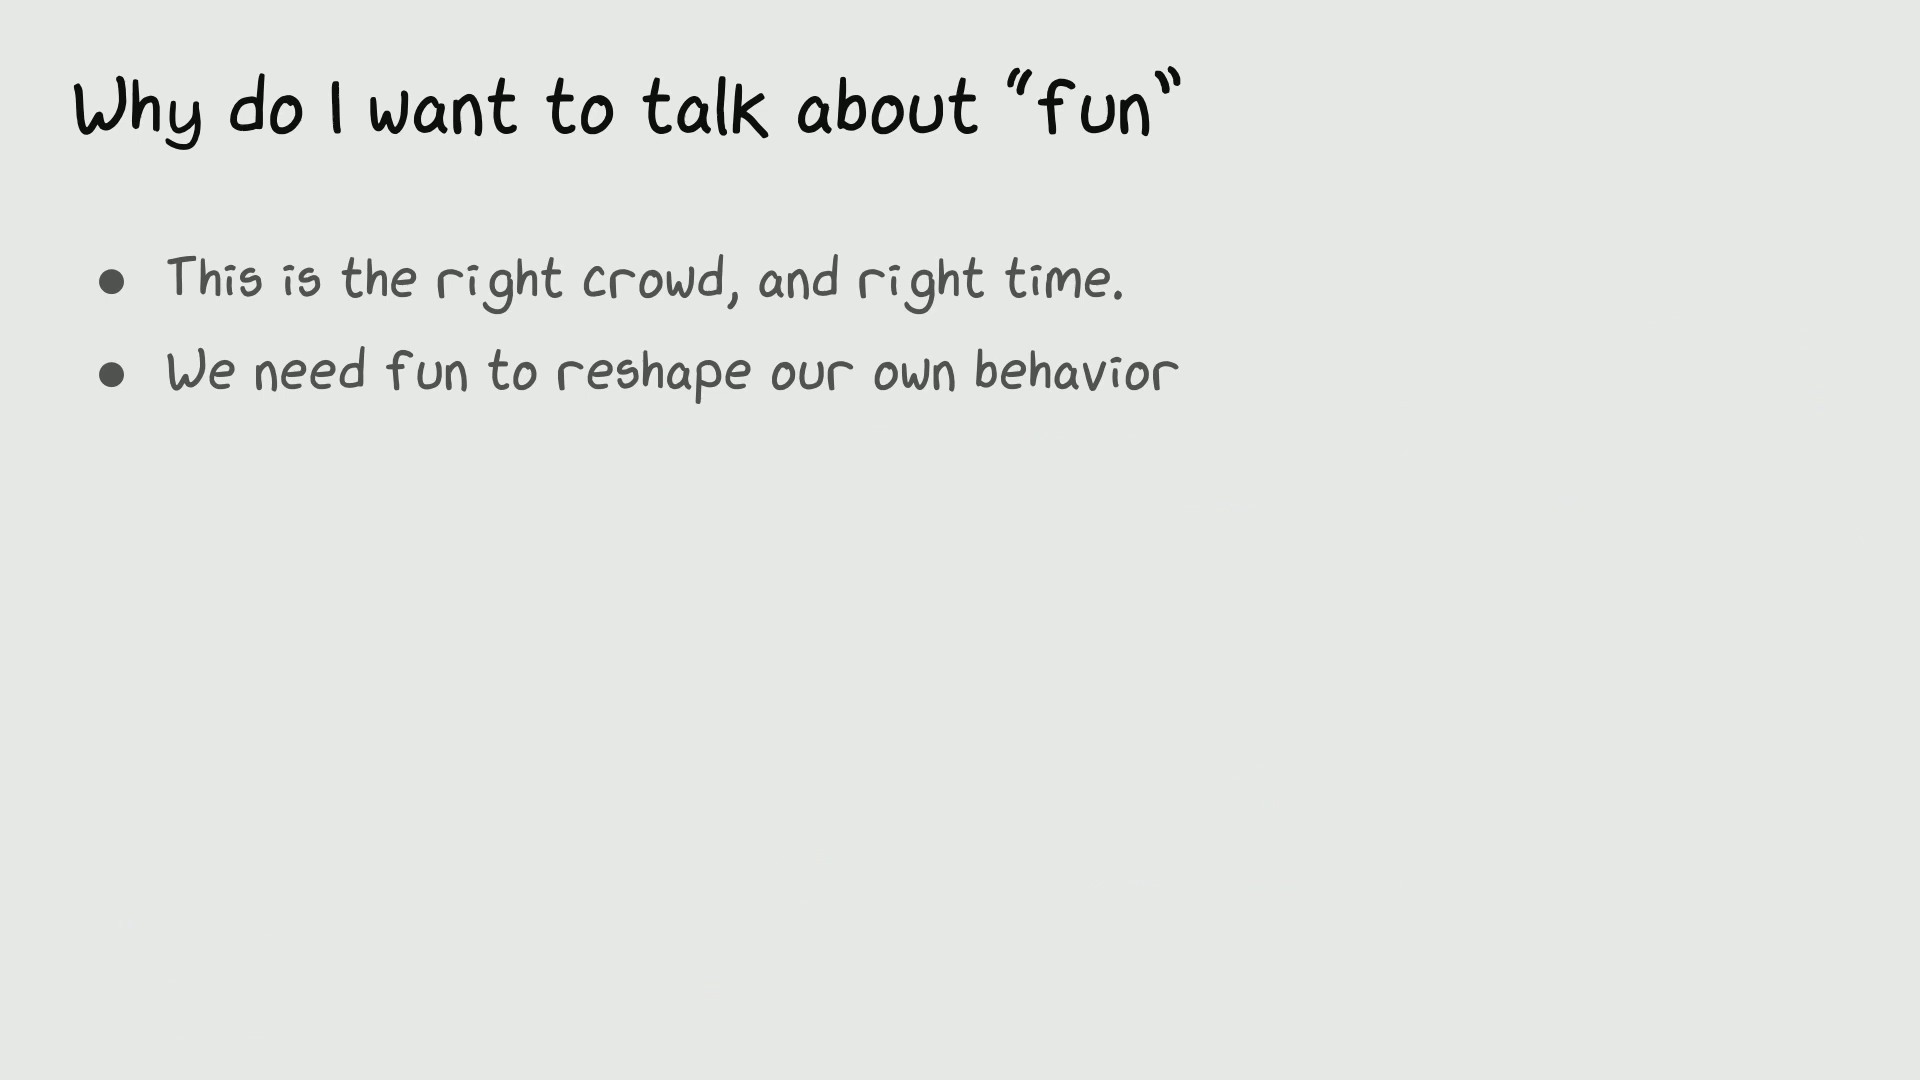 Why do I want to talk about “fun”
● This is the right crowd, and right time.
● We need fun to reshape our own behavior